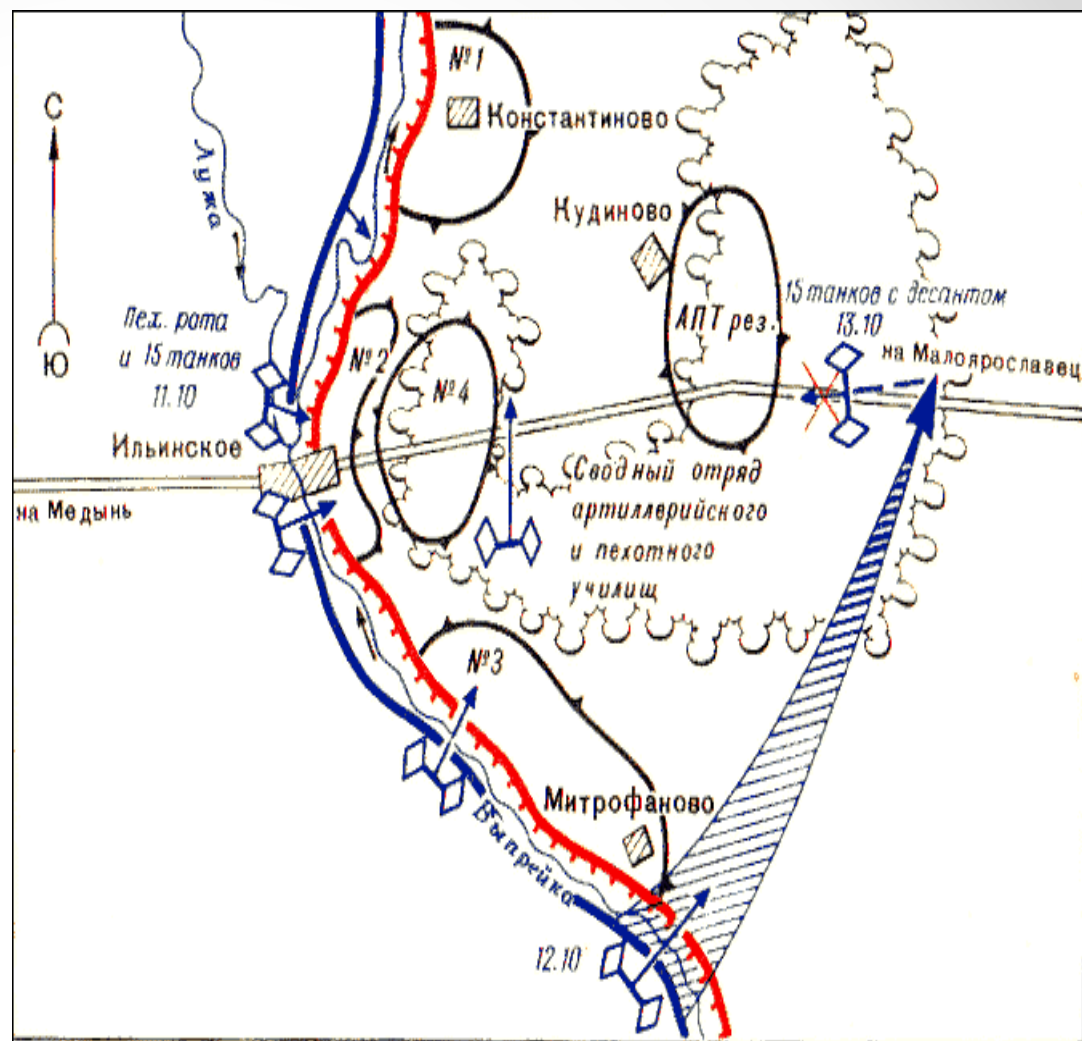 №1
С
Константиново
Лужа
Кудиново
15 танков с десантом
13.10
Пех. рота
и 15 танков
11.10
АПТ рез.
на Малоярославец
Ю
№2
№4
Ильинское
на Медынь
Сводный отряд
артиллерийского
и пехотного
училищ
№3
Митрофаново
Выпрейка
12.10